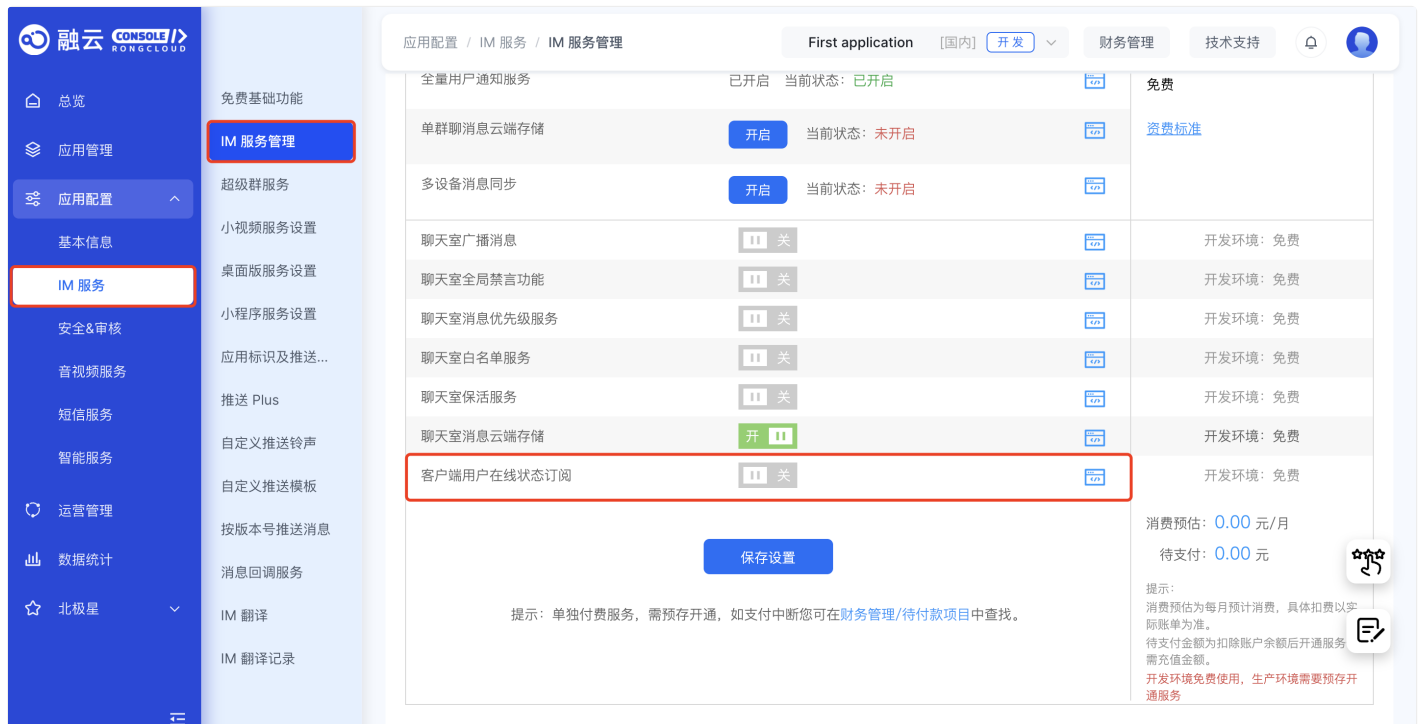 融云 CONSOLE
RONGCLOUD
总览
应用管理
应用配置
基本信息
IM 服务
安全&审核
音视频服务
短信服务
智能服务
运营管理
数据统计
北极星
免费基础功能
IM 服务管理
超级群服务
小视频服务设置
桌面版服务设置
小程序服务设置
应用标识及推送...
推送 Plus
自定义推送铃声
自定义推送模板
按版本号推送消息
消息回调服务
IM 翻译
IM 翻译记录
应用配置 / IM 服务 / IM 服务管理
First application [国内] 开发
财务管理
技术支持
全量用户通知服务 已开启 当前状态：已开启 免费
单群聊消息云端存储 开启 当前状态：未开启 资费标准
多设备消息同步 开启 当前状态：未开启
聊天室广播消息 关 开发环境：免费
聊天室全局禁言功能 关 开发环境：免费
聊天室消息优先级服务 关 开发环境：免费
聊天室白名单服务 关 开发环境：免费
聊天室保活服务 关 开发环境：免费
聊天室消息云端存储 开 开发环境：免费
客户端用户在线状态订阅 关 开发环境：免费
保存设置
提示：单独付费服务，需预存开通，如支付中断您可在财务管理/待付款项目中查找。
消费预估：0.00 元/月
待支付：0.00 元
提示：
消费预估为每月预计消费，具体扣费以实
际账单为准。
待支付金额为扣除账户余额后开通服务
需充值金额。
开发环境免费使用，生产环境需要预存开
通服务